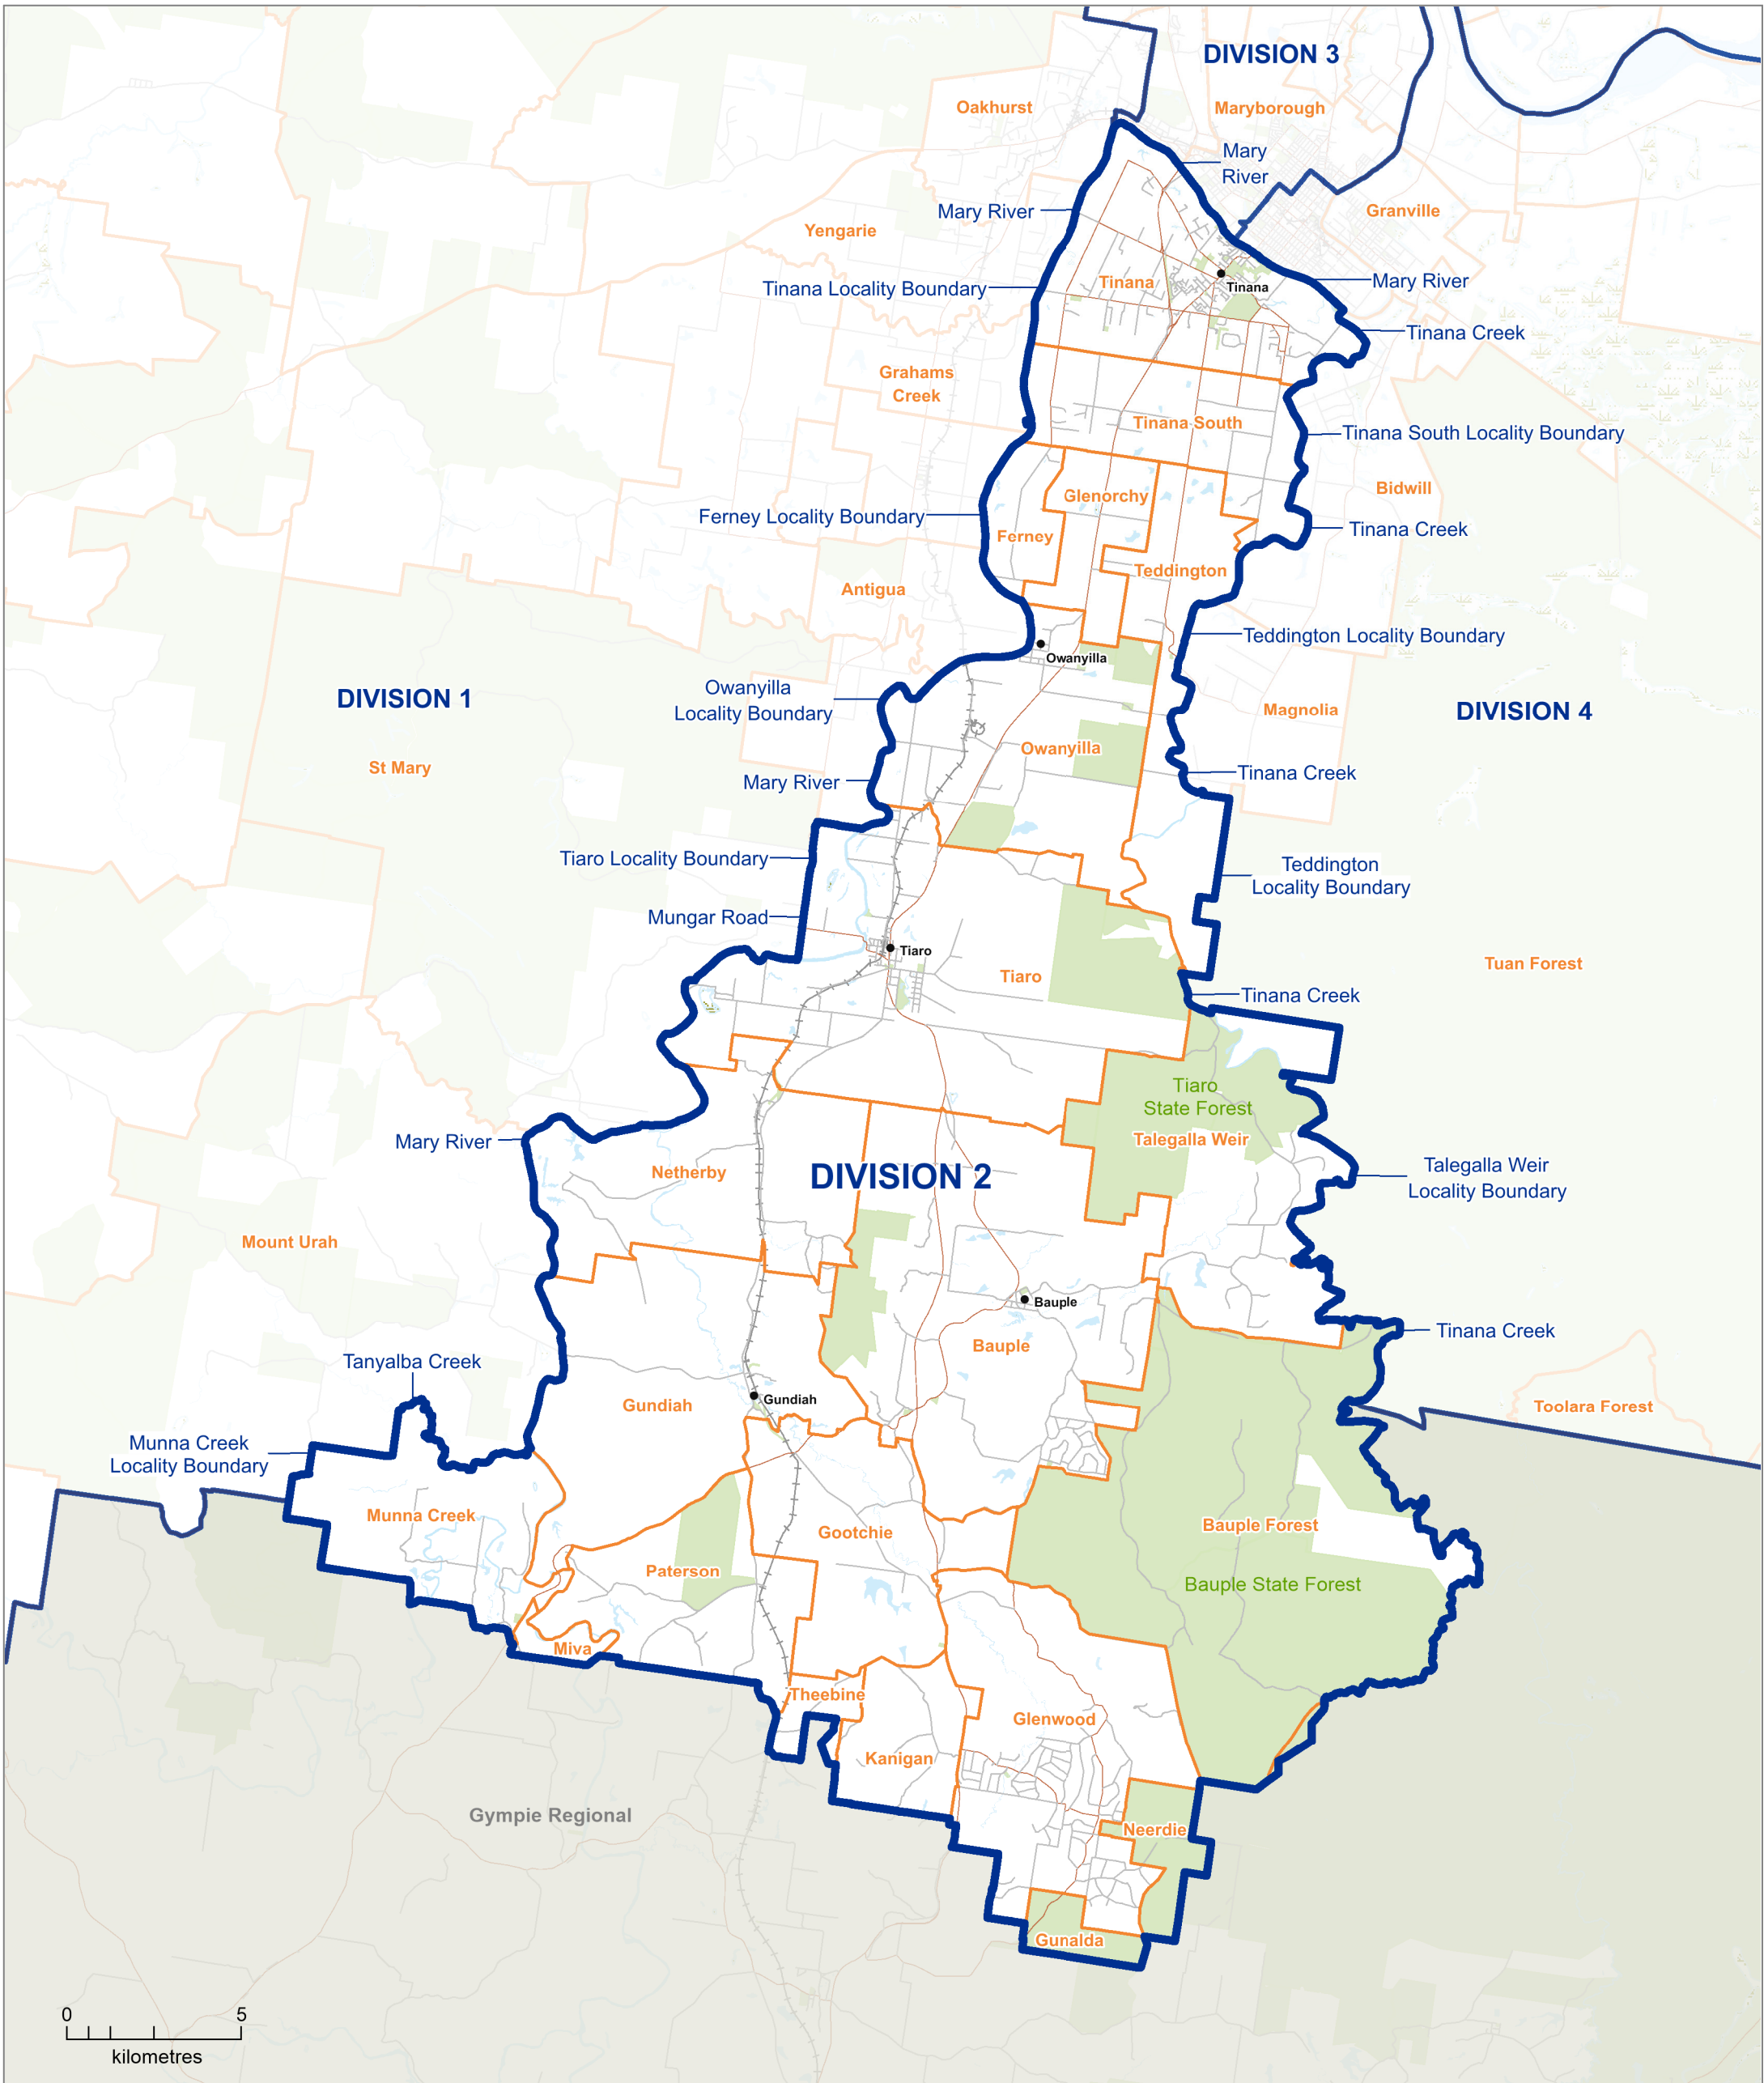 DIVISION 3
Oakhurst
Maryborough
Mary
River
Mary River
Granville
Yengarie
Tinana
Mary River
Tinana Locality Boundary
Tinana
Tinana Creek
Grahams
Creek
Tinana South
Tinana South Locality Boundary
Bidwill
Glenorchy
Ferney Locality Boundary
Tinana Creek
Ferney
Teddington
Antigua
Teddington Locality Boundary
Owanyilla
Owanyilla
Locality Boundary
DIVISION 1
Magnolia
DIVISION 4
Owanyilla
St Mary
Tinana Creek
Mary River
Tiaro Locality Boundary
Teddington
Locality Boundary
Mungar Road
Tiaro
Tuan Forest
Tiaro
Tinana Creek
Tiaro
State Forest
Talegalla Weir
Mary River
Netherby
DIVISION 2
Talegalla Weir
Locality Boundary
Mount Urah
Bauple
Tinana Creek
Bauple
Tanyalba Creek
Gundiah
Gundiah
Toolara Forest
Munna Creek
Locality Boundary
Munna Creek
Gootchie
Bauple Forest
Paterson
Bauple State Forest
Miva
Theebine
Glenwood
Kanigan
Gympie Regional
Neerdie
Gunalda
0 5
kilometres